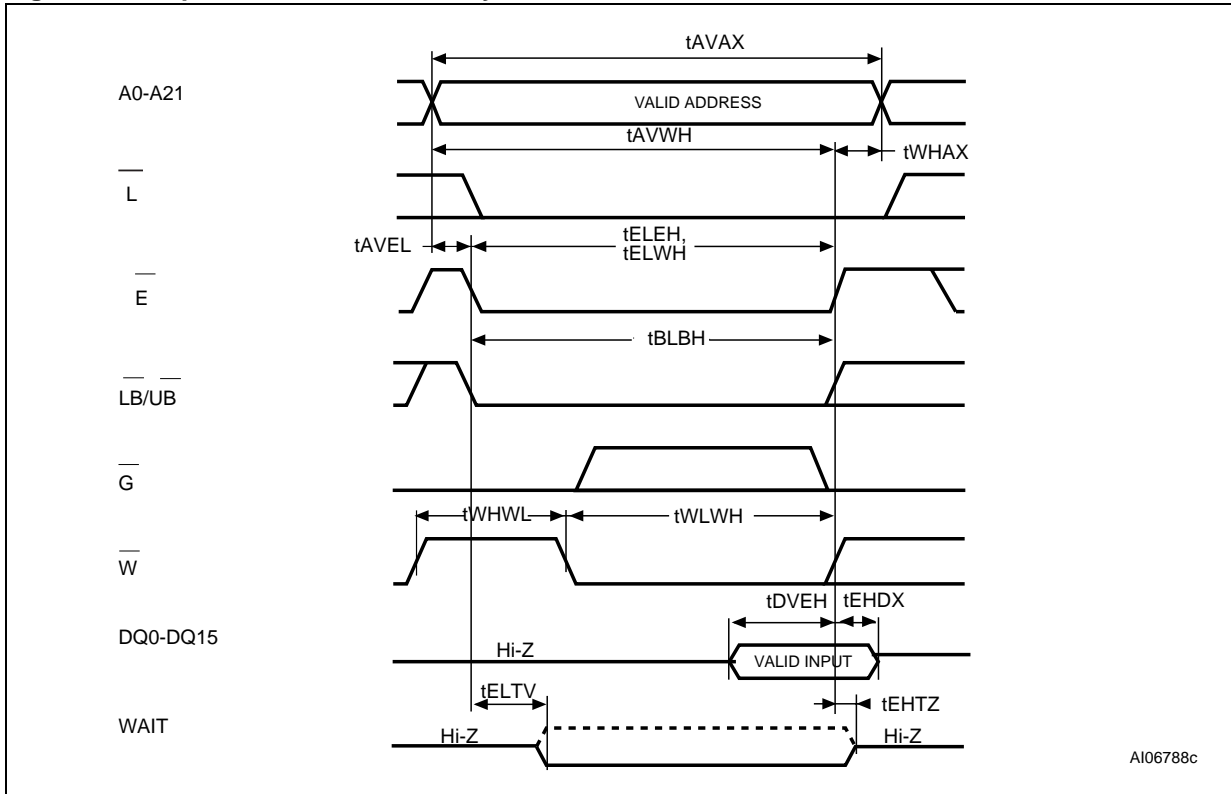 tAVAX
A0-A21
VALID ADDRESS
tAVWH
tWHAX
L
tAVEL
tELEH,
tELWH
E
tBLBH
LB/UB
G
tWHWL
tWLWH
W
tDVEH
tEHDX
DQ0-DQ15
Hi-Z
VALID INPUT
tELTV
tEHTZ
WAIT
Hi-Z
Hi-Z
AI06788c